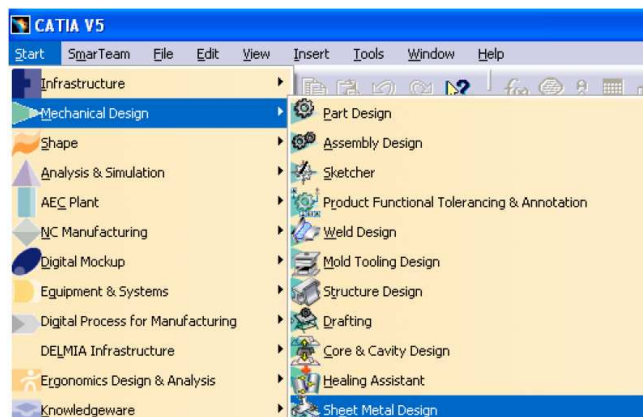 CATIA V5
Start SmarTeam File Edit View Insert Tools Window Help
Infrastructure
Mechanical Design
Shape
Analysis & Simulation
AEC Plant
NC Manufacturing
Digital Mockup
Equipment & Systems
Digital Process for Manufacturing
DELMIA Infrastructure
Ergonomics Design & Analysis
Knowledgeware
Part Design
Assembly Design
Sketcher
Product Functional Tolerancing & Annotation
Weld Design
Mold Tooling Design
Structure Design
Drafting
Core & Cavity Design
Healing Assistant
Sheet Metal Design